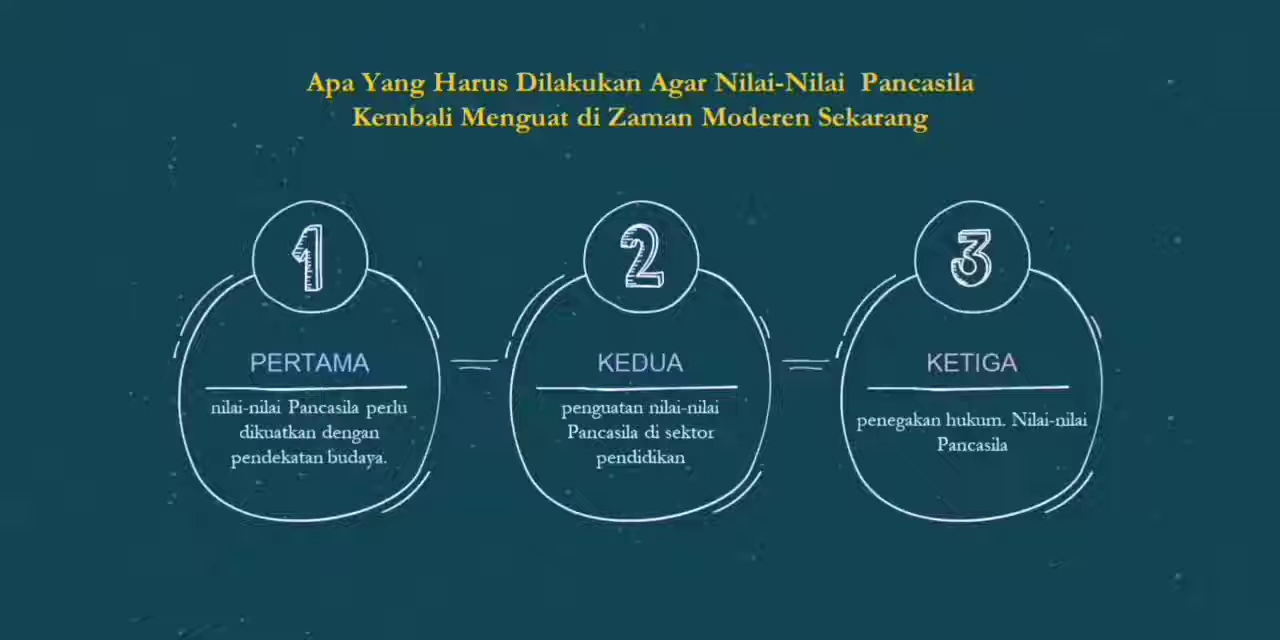 Apa Yang Harus Dilakukan Agar Nilai-Nilai Pancasila
Kembali Menguat di Zaman Moderen Sekarang
1
PERTAMA
nilai-nilai Pancasila perlu
dikuatkan dengan
pendekatan budaya.
2
KEDUA
penguatan nilai-nilai
Pancasila di sektor
pendidikan
3
KETIGA
penegakan hukum. Nilai-nilai
Pancasila